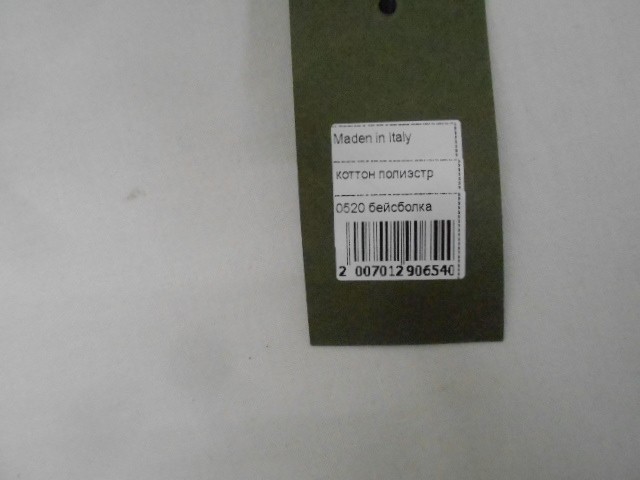 Maden in italy
коттон полиэстр
0520 бейсболка
2 007012 906540